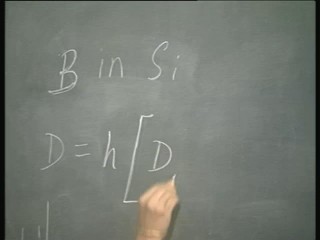 B in Si
D = h [ D